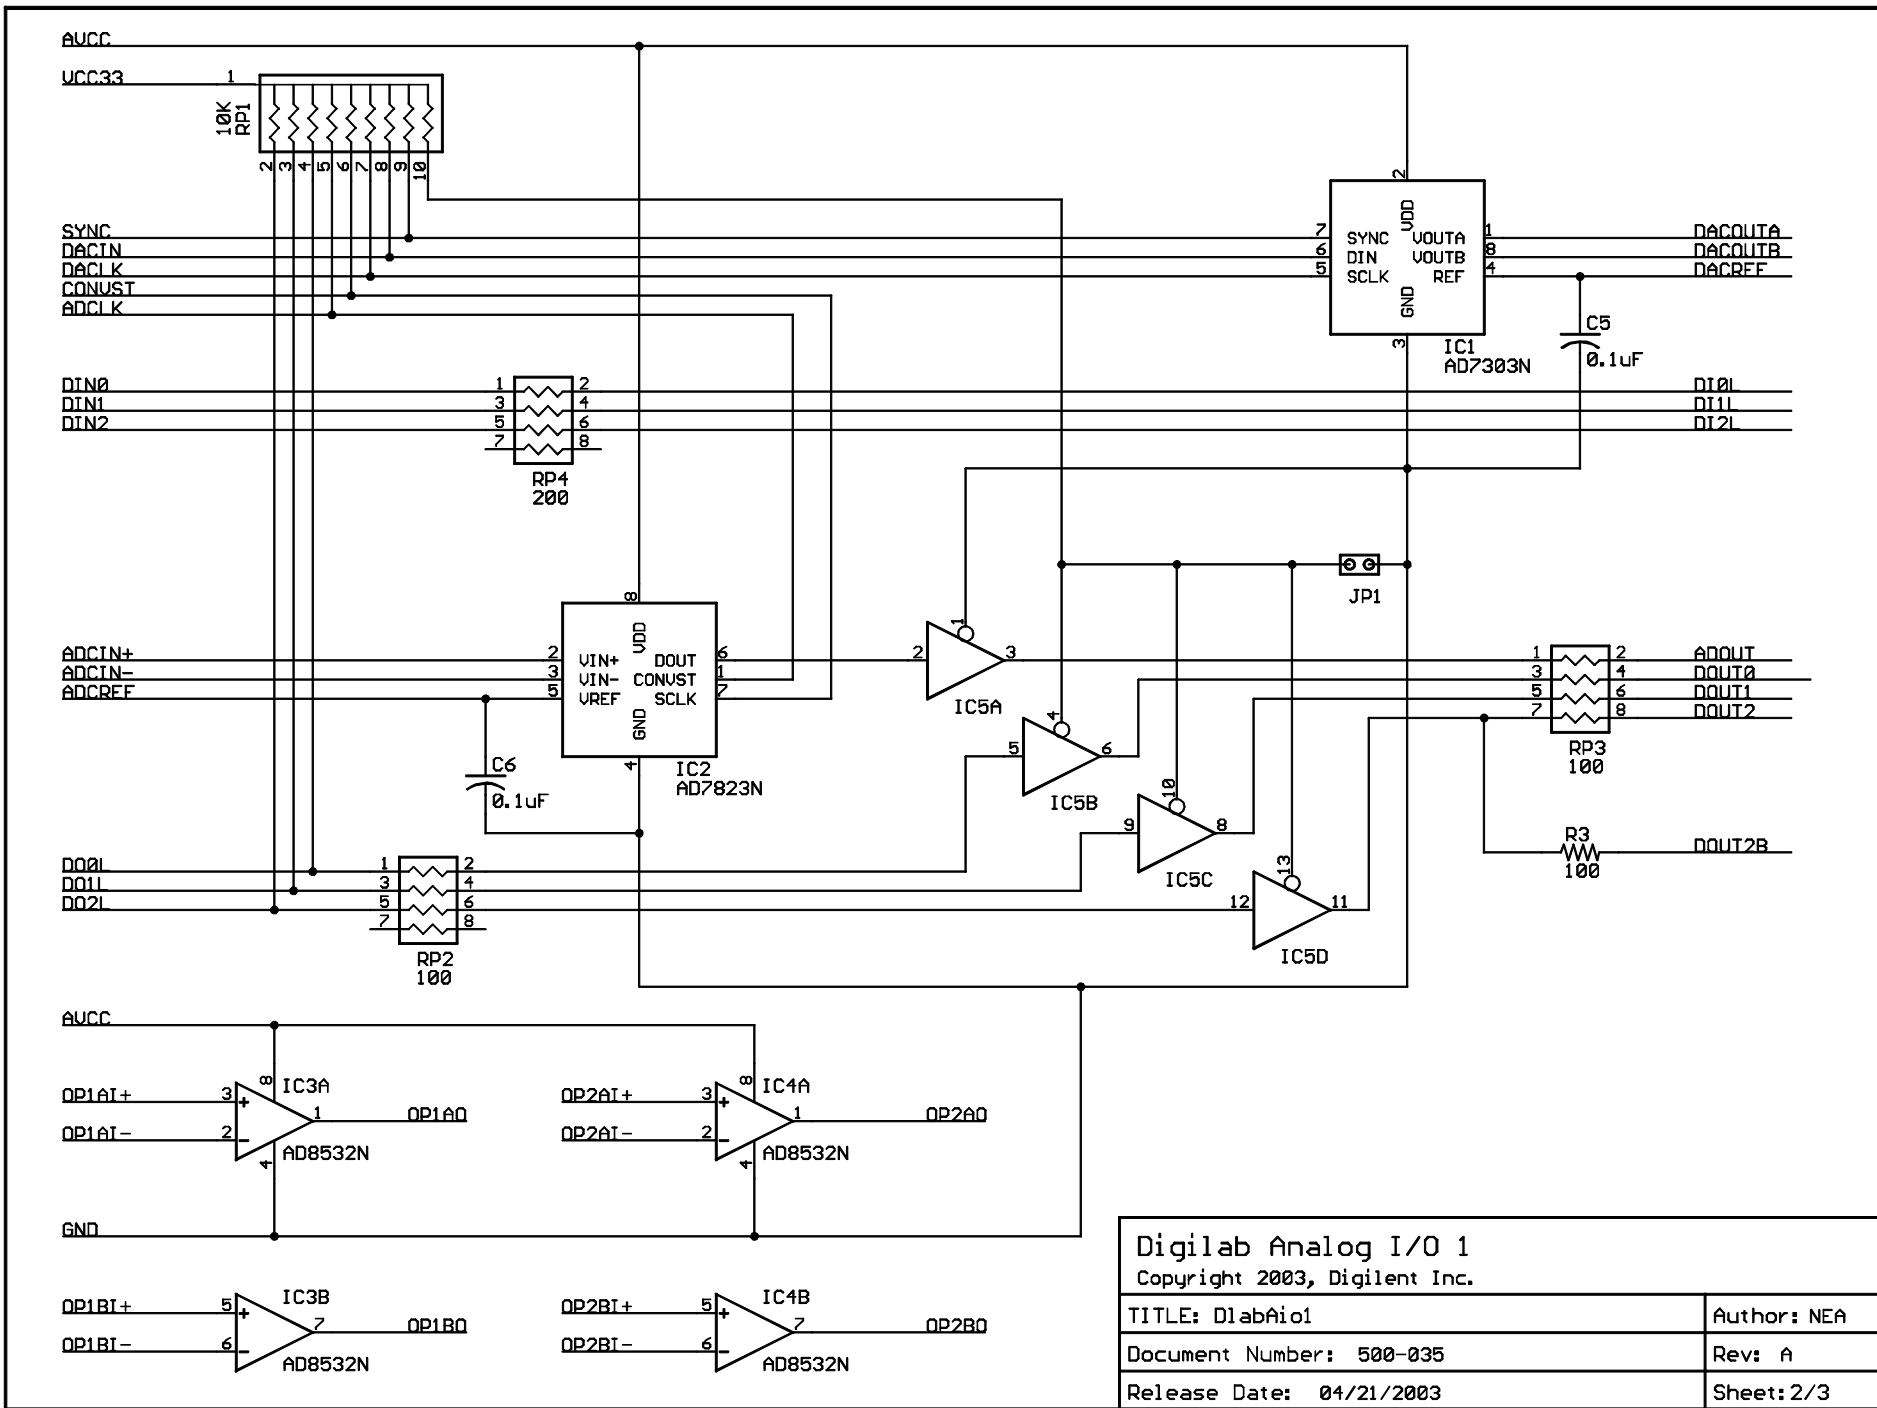 AVCC
VCC33
1
10K
RP1
2 3 4 5 6 7 8 9 10
SYNC
DACIN
DACLK
CONVST
ADCLK
2
7 SYNC VDD VOUTA 1 DACOUTA
6 DIN VOUTB 8 DACOUTB
5 SCLK REF 4 DACREF
GND
3
IC1
AD7303N
C5
0.1uF
DIN0 1 2 DI0L
DIN1 3 4 DI1L
DIN2 5 6 DI2L
7 8
RP4
200
JP1
8
VDD
ADCIN+ 2 VIN+ DOUT 6
ADCIN- 3 VIN- CONVST 1
ADCREF 5 VREF SCLK 7
GND
4
IC2
AD7823N
C6
0.1uF
1
2 3
IC5A
4
5 6
IC5B
10
9 8
IC5C
13
12 11
IC5D
1 2 ADOUT
3 4 DOUT0
5 6 DOUT1
7 8 DOUT2
RP3
100
R3
100
DOUT2B
DO0L 1 2
DO1L 3 4
DO2L 5 6
7 8
RP2
100
AVCC
8 IC3A
OP1AI+ 3 +
1 OP1AO
OP1AI- 2 -
4 AD8532N
8 IC4A
OP2AI+ 3 +
1 OP2AO
OP2AI- 2 -
4 AD8532N
GND
IC3B
OP1BI+ 5 +
7 OP1BO
OP1BI- 6 -
AD8532N
IC4B
OP2BI+ 5 +
7 OP2BO
OP2BI- 6 -
AD8532N
Digilab Analog I/O 1
Copyright 2003, Digilent Inc.
TITLE: DlabAio1 Author: NEA
Document Number: 500-035 Rev: A
Release Date: 04/21/2003 Sheet: 2/3